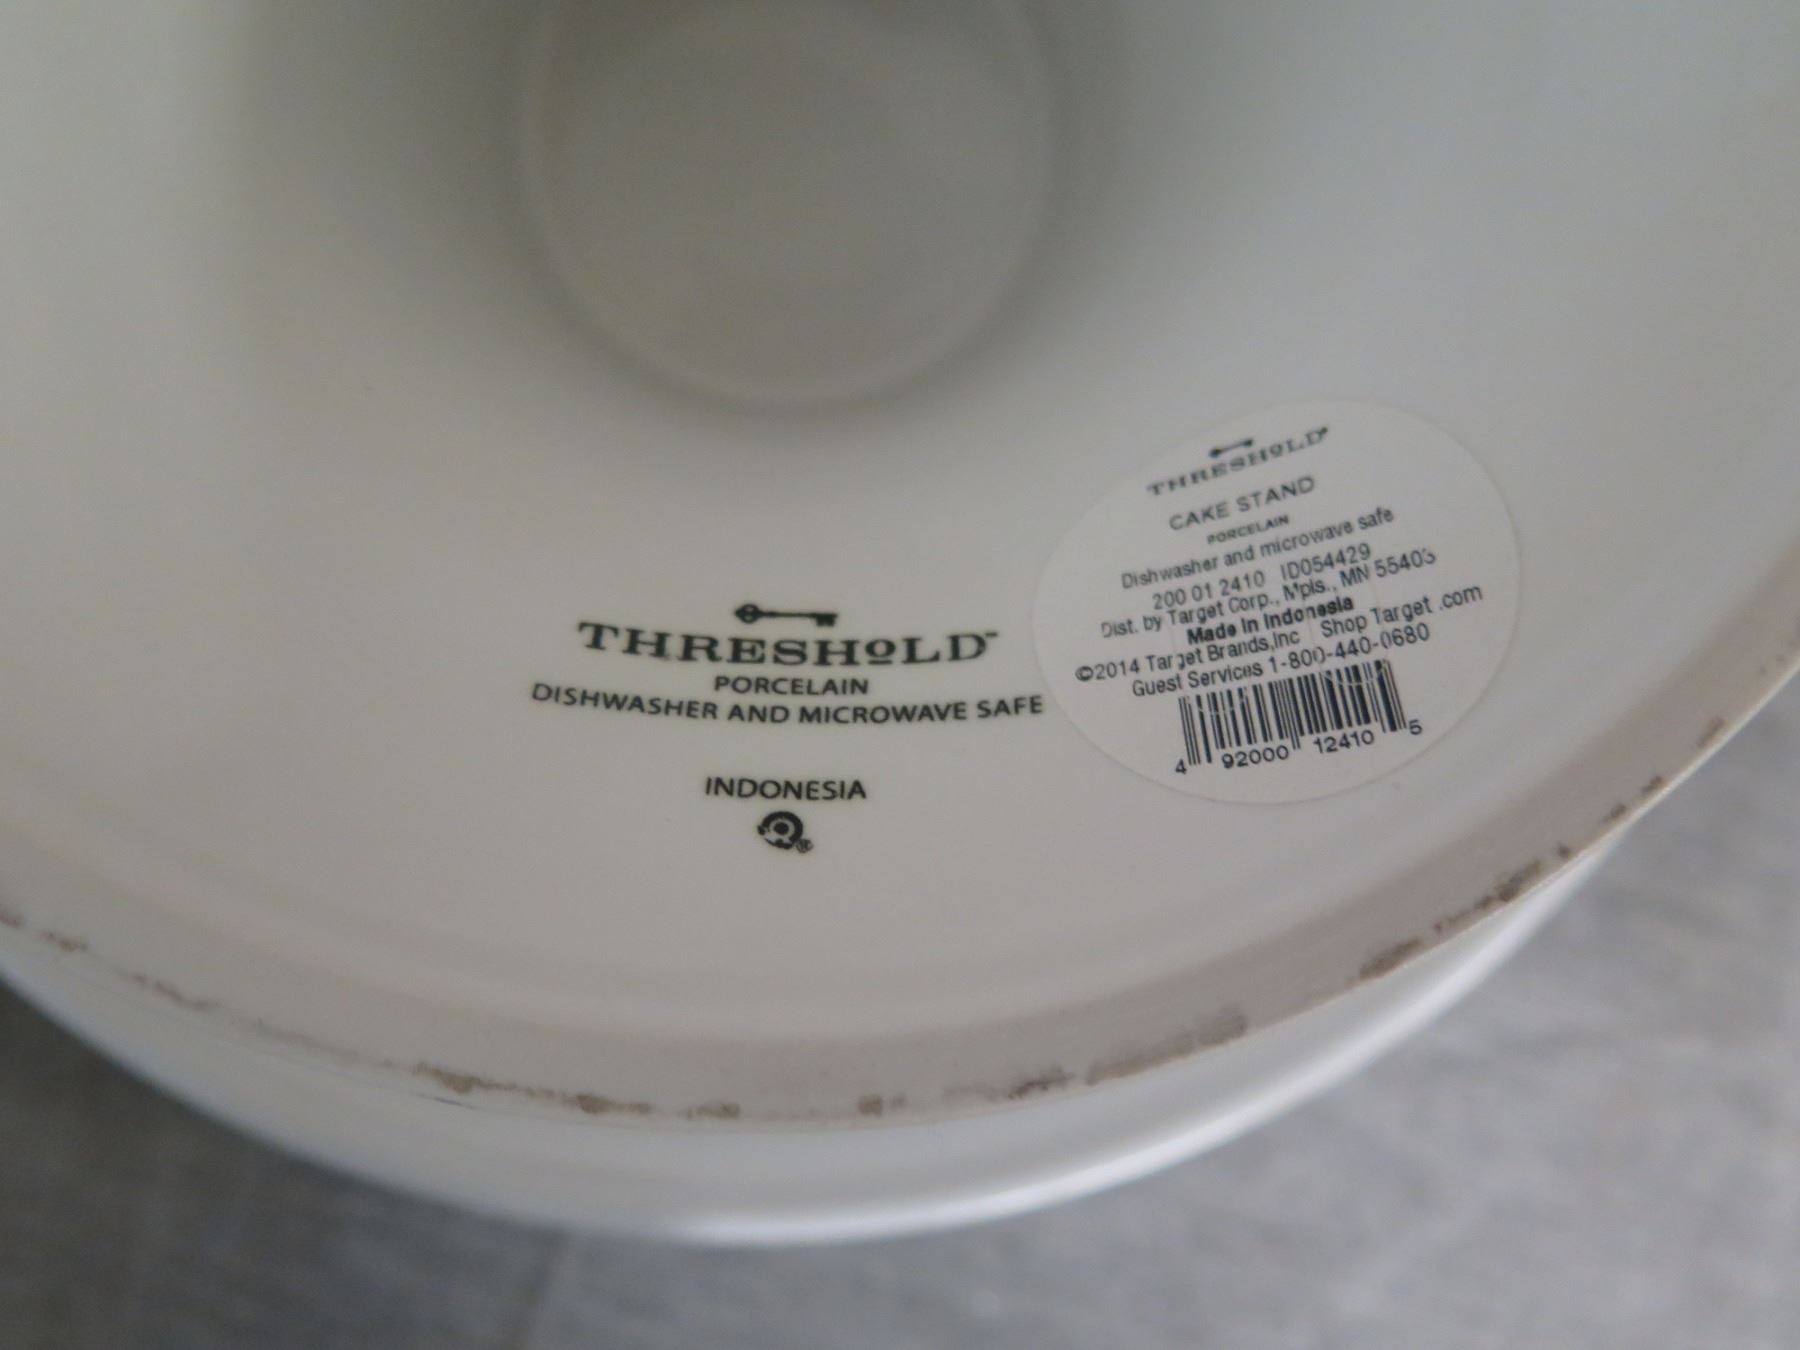 THRESHOLD
PORCELAIN
DISHWASHER AND MICROWAVE SAFE
INDONESIA
THRESHOLD
CAKE STAND
PORCELAIN
Dishwasher and microwave safe
200 01 2410 ID054429
Dist. by Target Corp., Mpls., MN 55403
Made in Indonesia
©2014 Target Brands,Inc Shop Target .com
Guest Services 1-800-440-0680
4 92000 12410 5